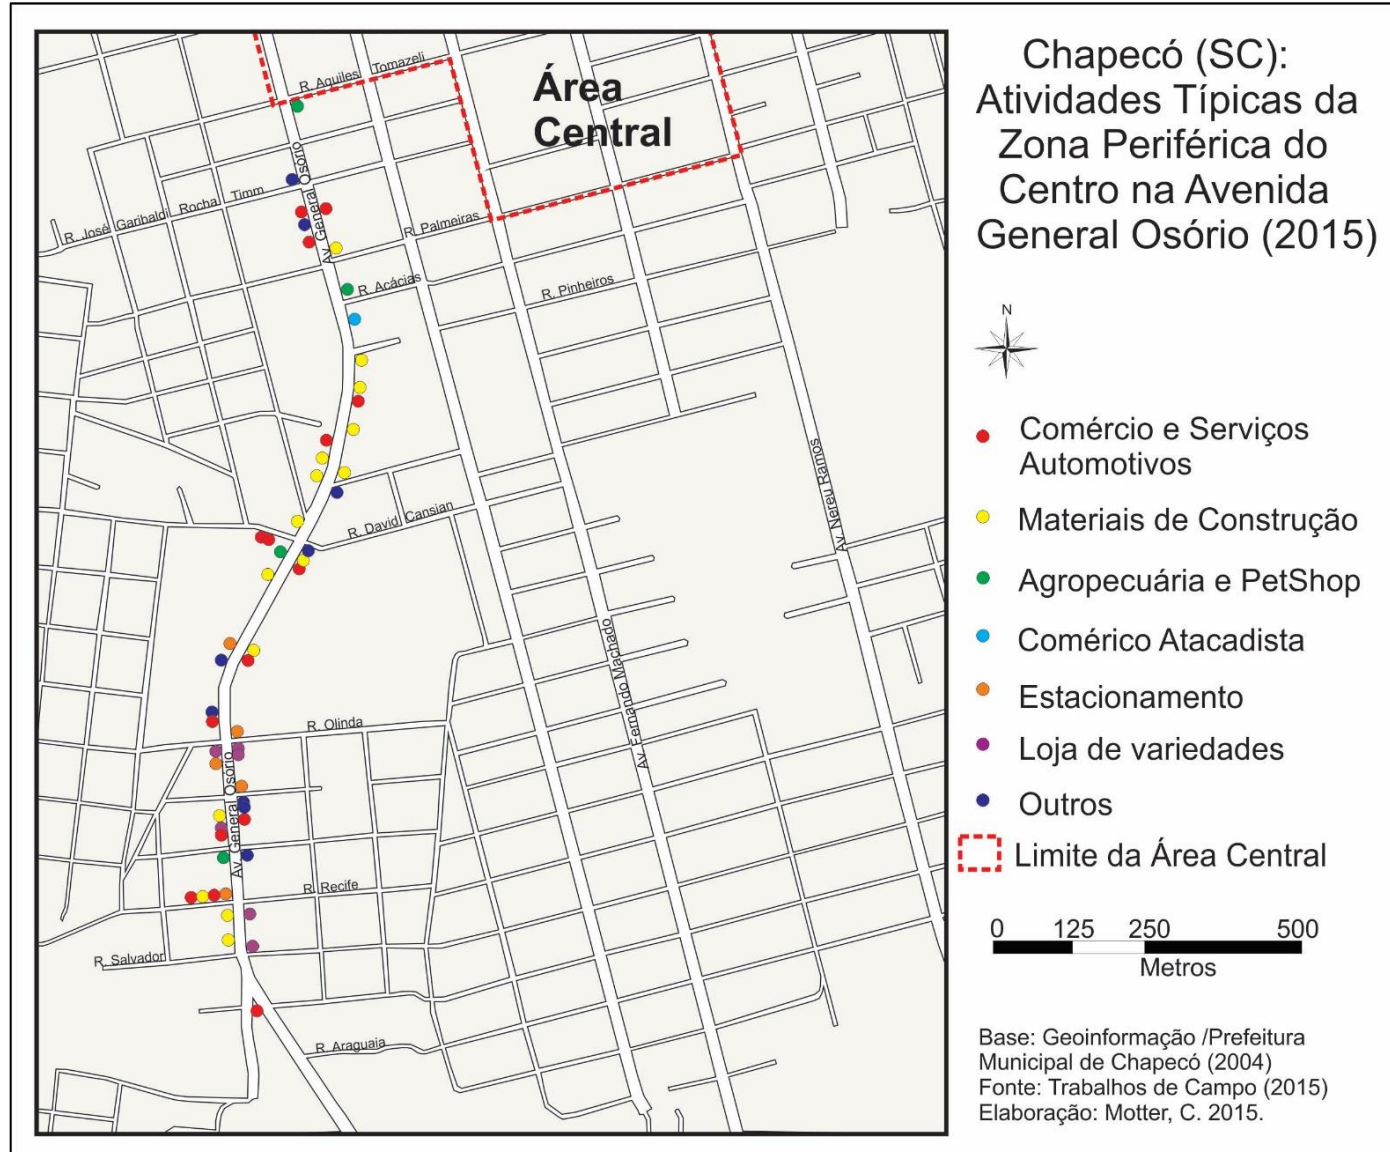 Chapecó (SC):
Atividades Típicas da
Zona Periférica do
Centro na Avenida
General Osório (2015)
N
Comércio e Serviços
Automotivos
Materiais de Construção
Agropecuária e PetShop
Comérico Atacadista
Estacionamento
Loja de variedades
Outros
Limite da Área Central
0 125 250 500
Metros
Base: Geoinformação /Prefeitura
Municipal de Chapecó (2004)
Fonte: Trabalhos de Campo (2015)
Elaboração: Motter, C. 2015.
R. Aquiles Tomazeli
Área
Central
Av. General Osório
R. José Garibaldi Rocha Timm
R. Palmeiras
R. Acácias
R. Pinheiros
Av. Nereu Ramos
R. David Cansian
Av. Fernando Machado
R. Olinda
Av. General Osório
R. Recife
R. Salvador
R. Araguaia